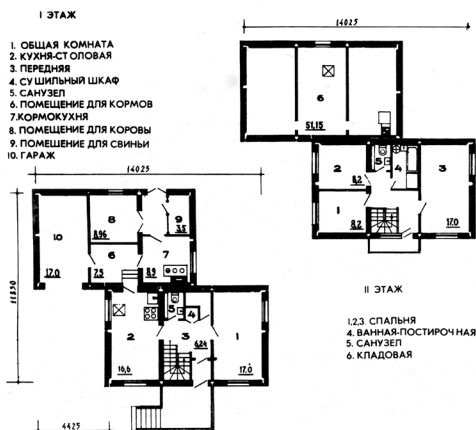 I ЭТАЖ
1. ОБЩАЯ КОМНАТА
2. КУХНЯ-СТОЛОВАЯ
3. ПЕРЕДНЯЯ
4. СУШИЛЬНЫЙ ШКАФ
5. САНУЗЕЛ
6. ПОМЕЩЕНИЕ ДЛЯ КОРМОВ
7. КОРМОКУХНЯ
8. ПОМЕЩЕНИЕ ДЛЯ КОРОВЫ
9. ПОМЕЩЕНИЕ ДЛЯ СВИНЬИ
10. ГАРАЖ
14025
6
51,15
2
5
4
3
8,2
1
8,2
17.0
14025
10
8
9
8,96
3,5
6
7
17.0
7,5
8,9
11830
2
5
4
3
1
6,24
16,6
17.0
4425
II ЭТАЖ
1,2,3. СПАЛЬНЯ
4. ВАННАЯ-ПОСТИРОЧНАЯ
5. САНУЗЕЛ
6. КЛАДОВАЯ